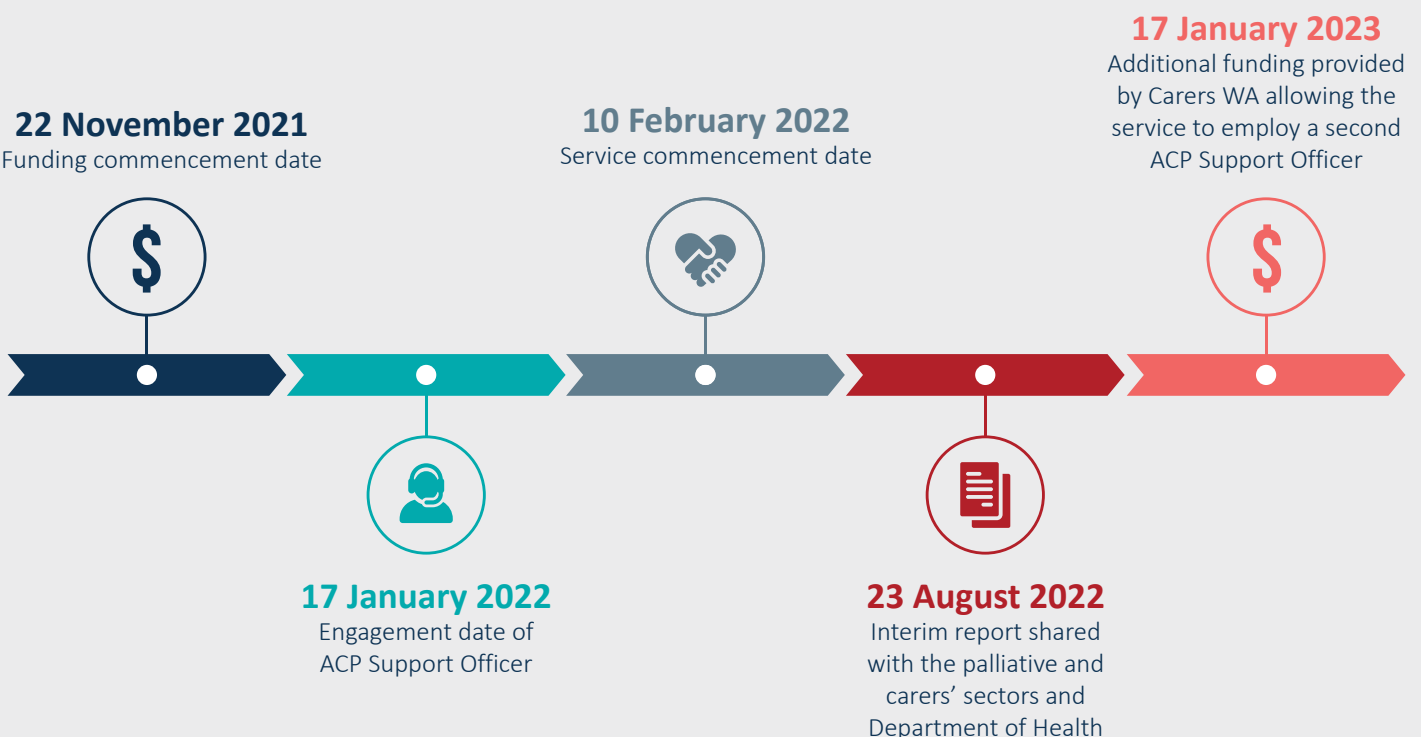 22 November 2021
Funding commencement date
17 January 2022
Engagement date of
ACP Support Officer
10 February 2022
Service commencement date
23 August 2022
Interim report shared
with the palliative and
carers’ sectors and
Department of Health
17 January 2023
Additional funding provided
by Carers WA allowing the
service to employ a second
ACP Support Officer